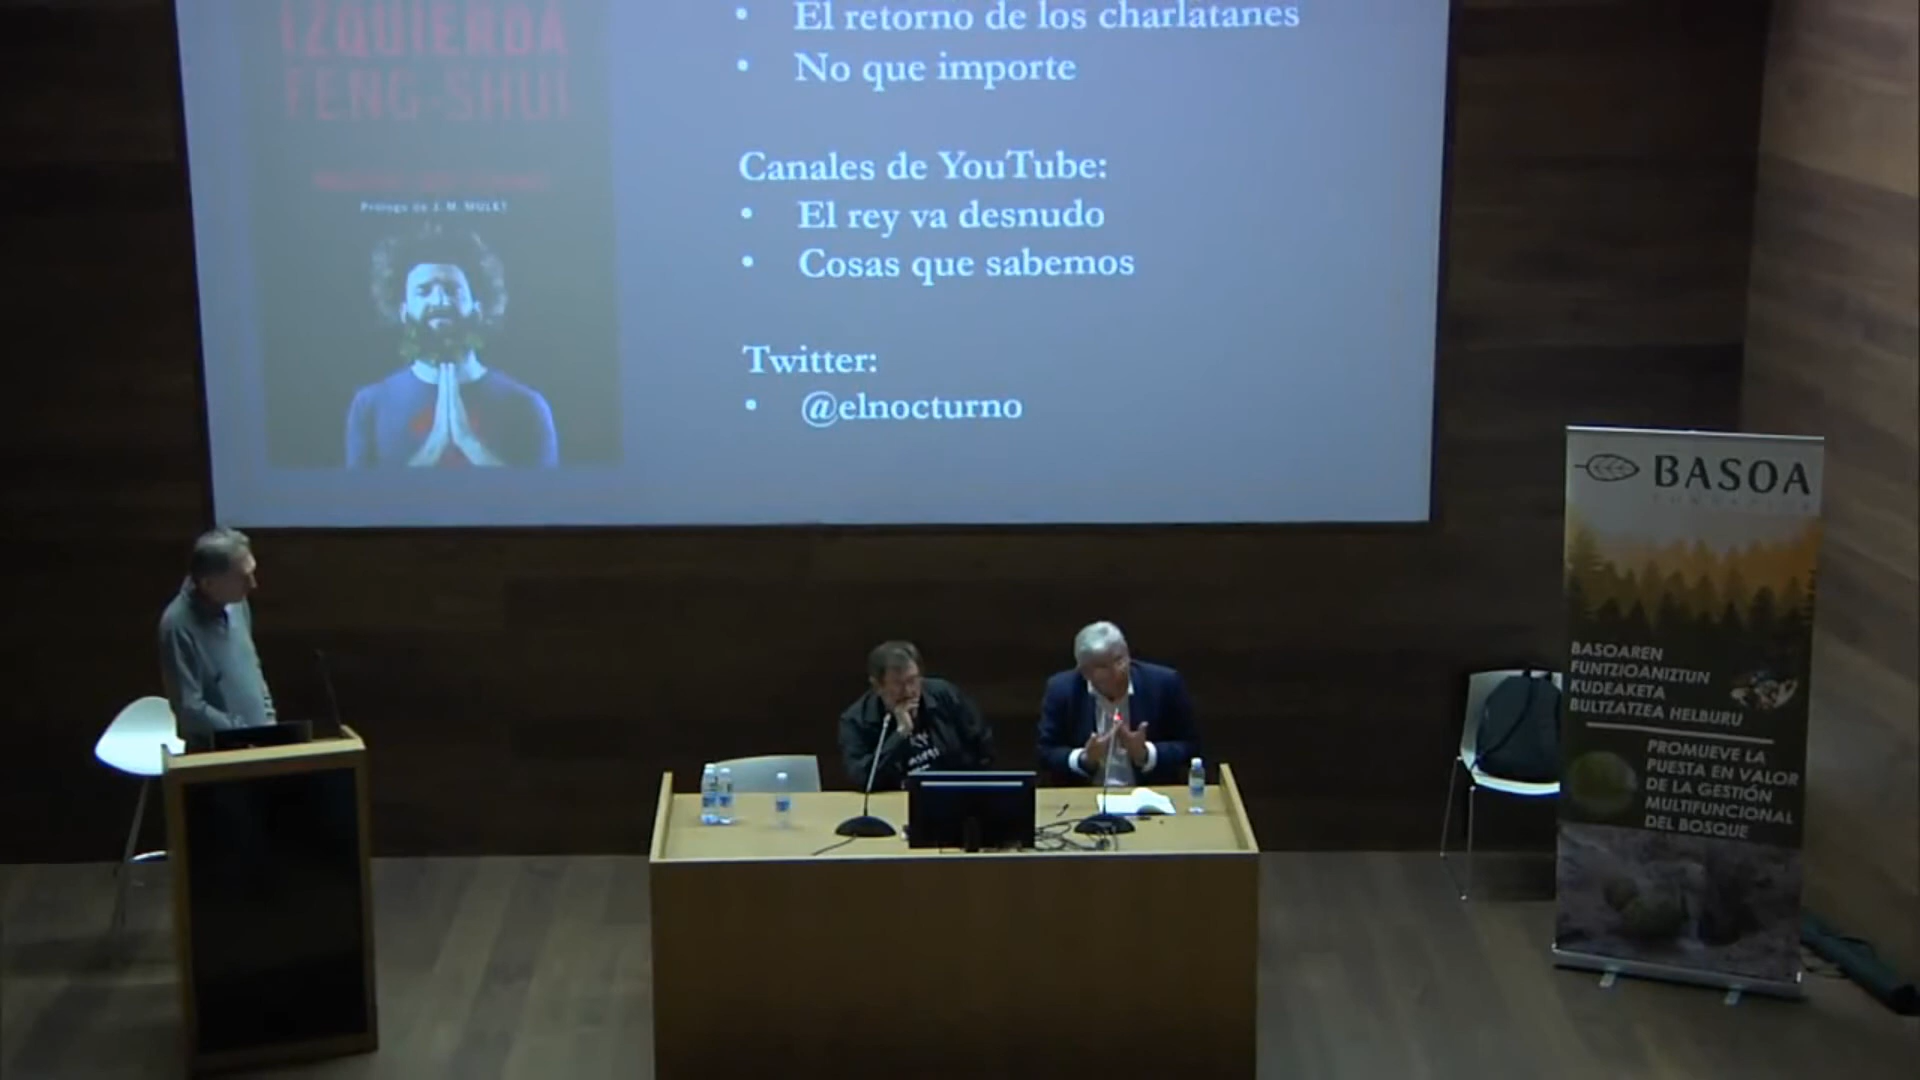 IZQUIERDA
FENG-SHUI
Prólogo de J. M. MULET
• El retorno de los charlatanes
• No que importe
Canales de YouTube:
• El rey va desnudo
• Cosas que sabemos
Twitter:
• @elnocturno
BASOA
BASOAREN
FUNTZIOANIZTUN
KUDEAKETA
BULTZATZEA HELBURU
PROMUEVE LA
PUESTA EN VALOR
DE LA GESTIÓN
MULTIFUNCIONAL
DEL BOSQUE